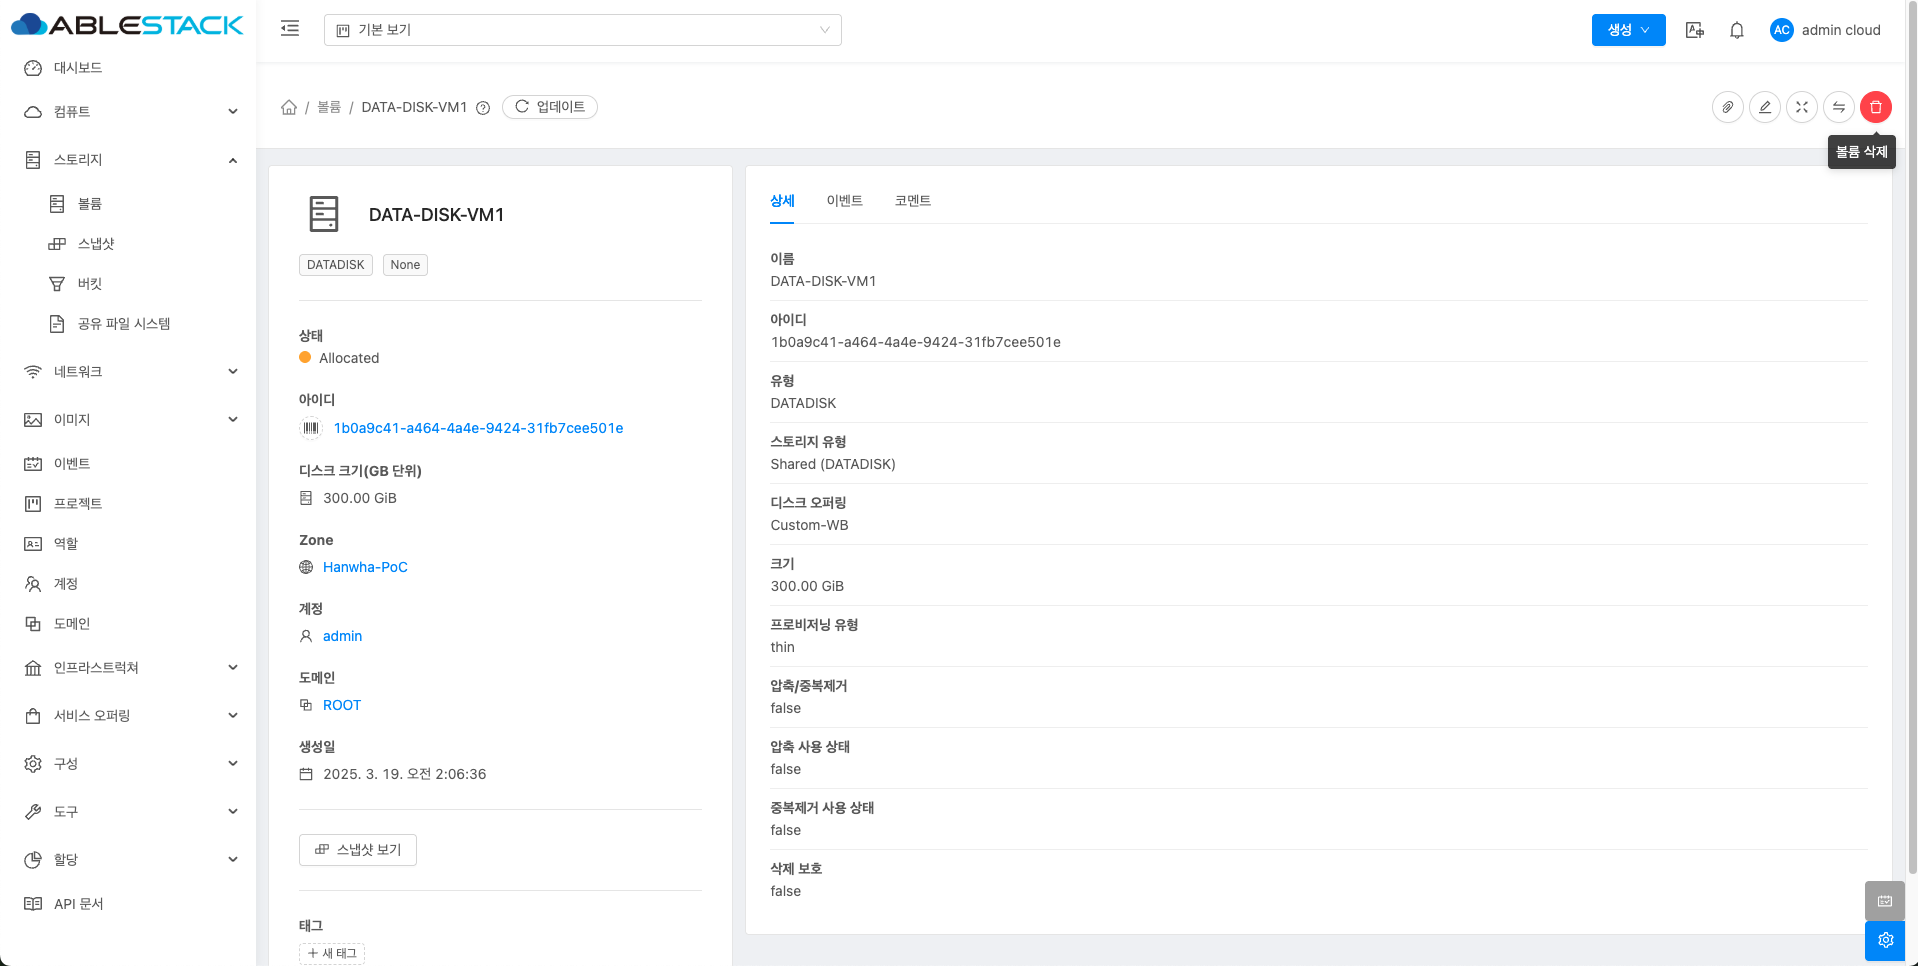 ABLESTACK
기본 보기
생성
AC
admin cloud
대시보드
컴퓨트
스토리지
볼륨
스냅샷
버킷
공유 파일 시스템
네트워크
이미지
이벤트
프로젝트
역할
계정
도메인
인프라스트럭쳐
서비스 오퍼링
구성
도구
할당
API 문서
/ 볼륨 / DATA-DISK-VM1 업데이트
볼륨 삭제
DATA-DISK-VM1
DATADISK None
상태
Allocated
아이디
1b0a9c41-a464-4a4e-9424-31fb7cee501e
디스크 크기(GB 단위)
300.00 GiB
Zone
Hanwha-PoC
계정
admin
도메인
ROOT
생성일
2025. 3. 19. 오전 2:06:36
스냅샷 보기
태그
+ 새 태그
상세 이벤트 코멘트
이름
DATA-DISK-VM1
아이디
1b0a9c41-a464-4a4e-9424-31fb7cee501e
유형
DATADISK
스토리지 유형
Shared (DATADISK)
디스크 오퍼링
Custom-WB
크기
300.00 GiB
프로비저닝 유형
thin
압축/중복제거
false
압축 사용 상태
false
중복제거 사용 상태
false
삭제 보호
false